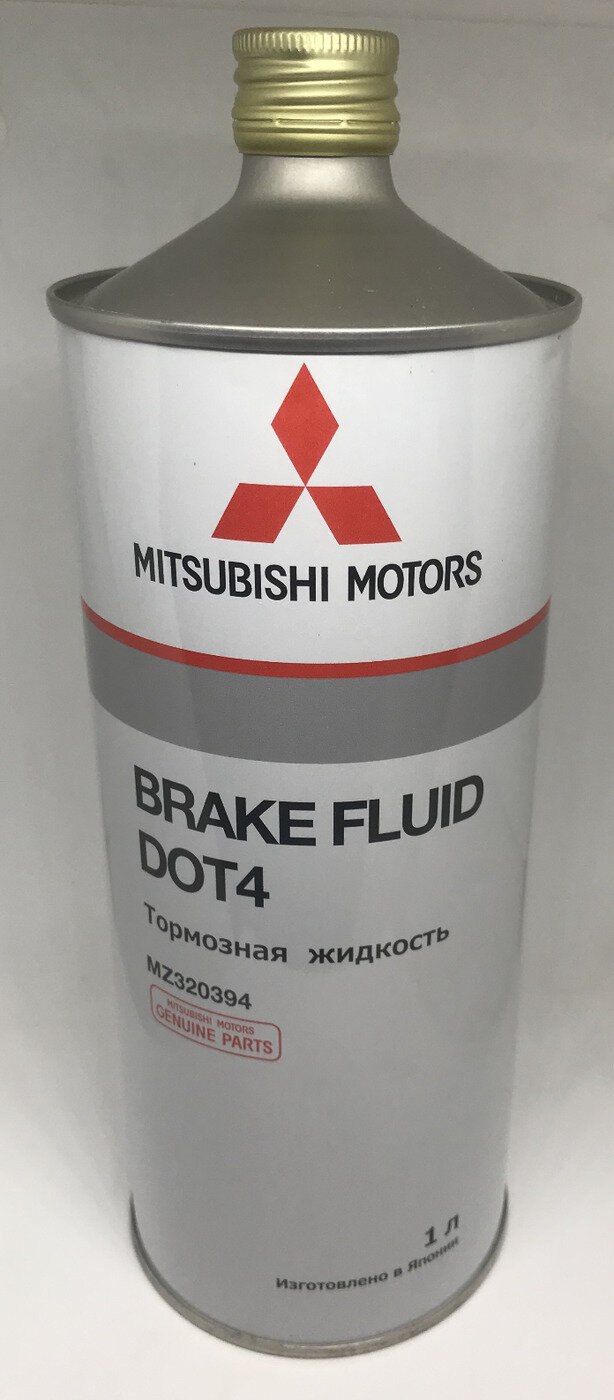 MITSUBISHI MOTORS
BRAKE FLUID
DOT4
Тормозная жидкость
MZ320394
MITSUBISHI MOTORS
GENUINE PARTS
1 Л
Изготовлено в Японии